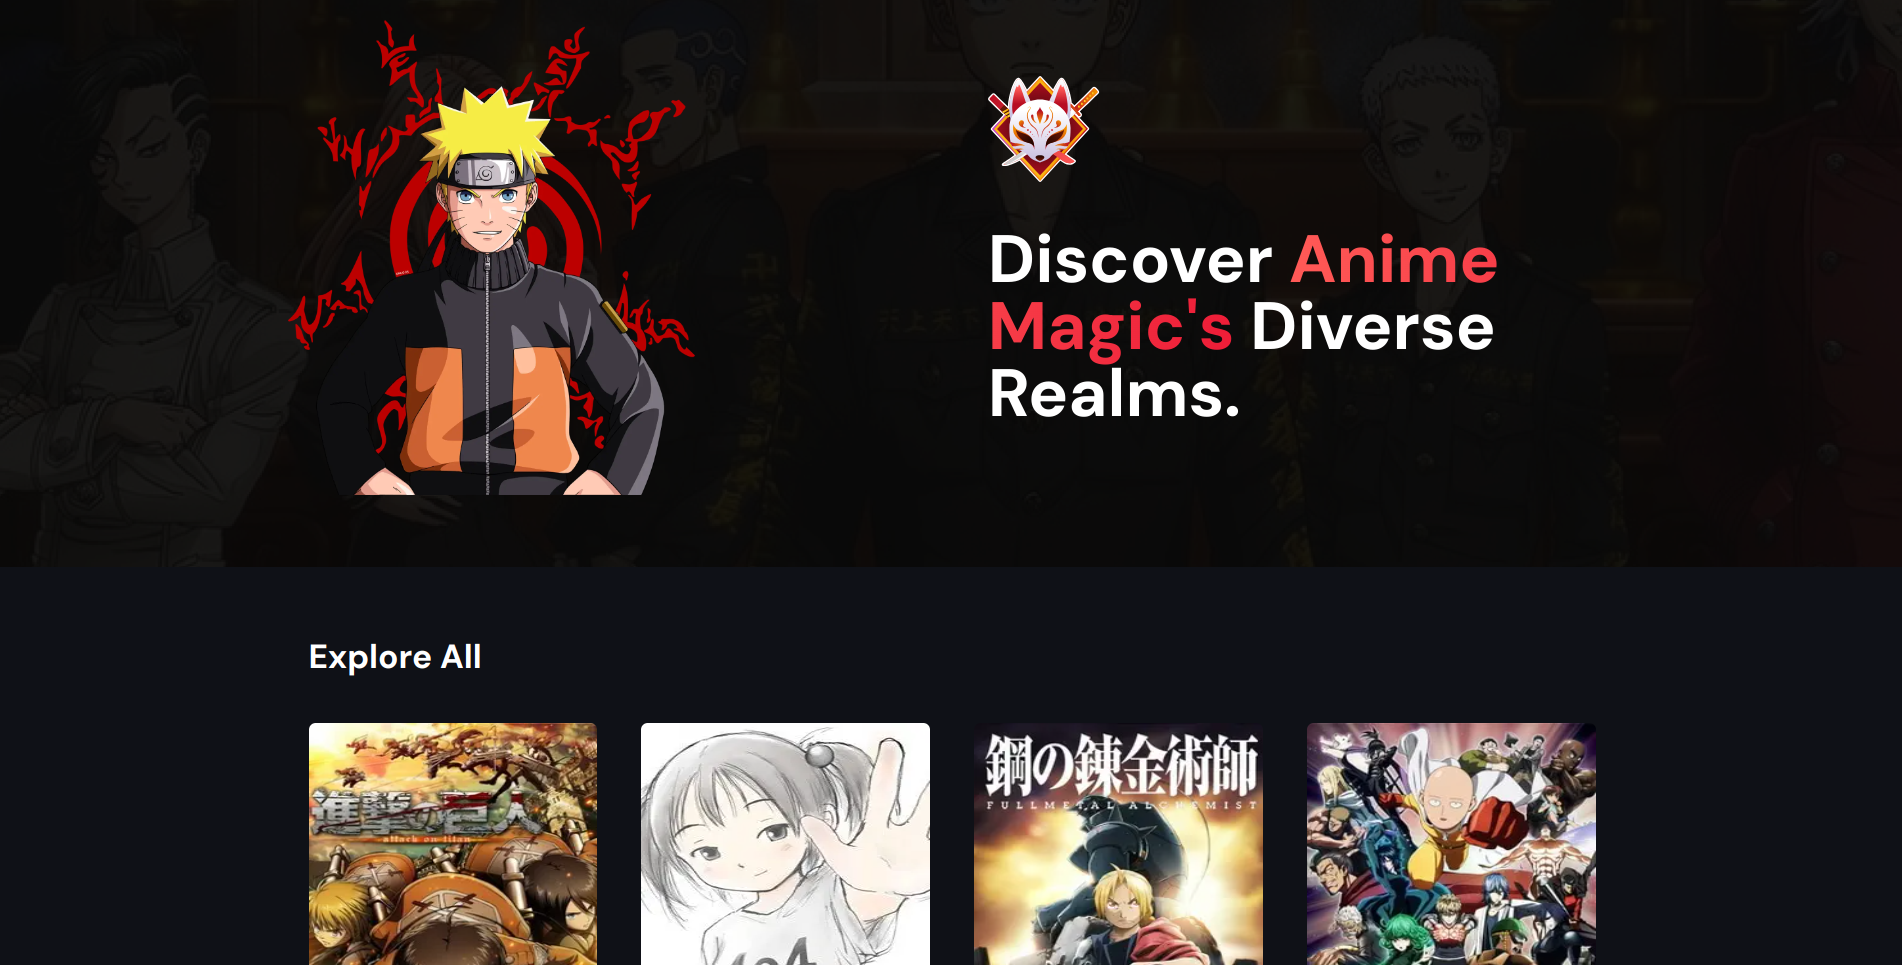 Discover Anime
Magic's Diverse
Realms.
Explore All
進撃の巨人
attack on titan
鋼の錬金術師
FULLMETAL ALCHEMIST